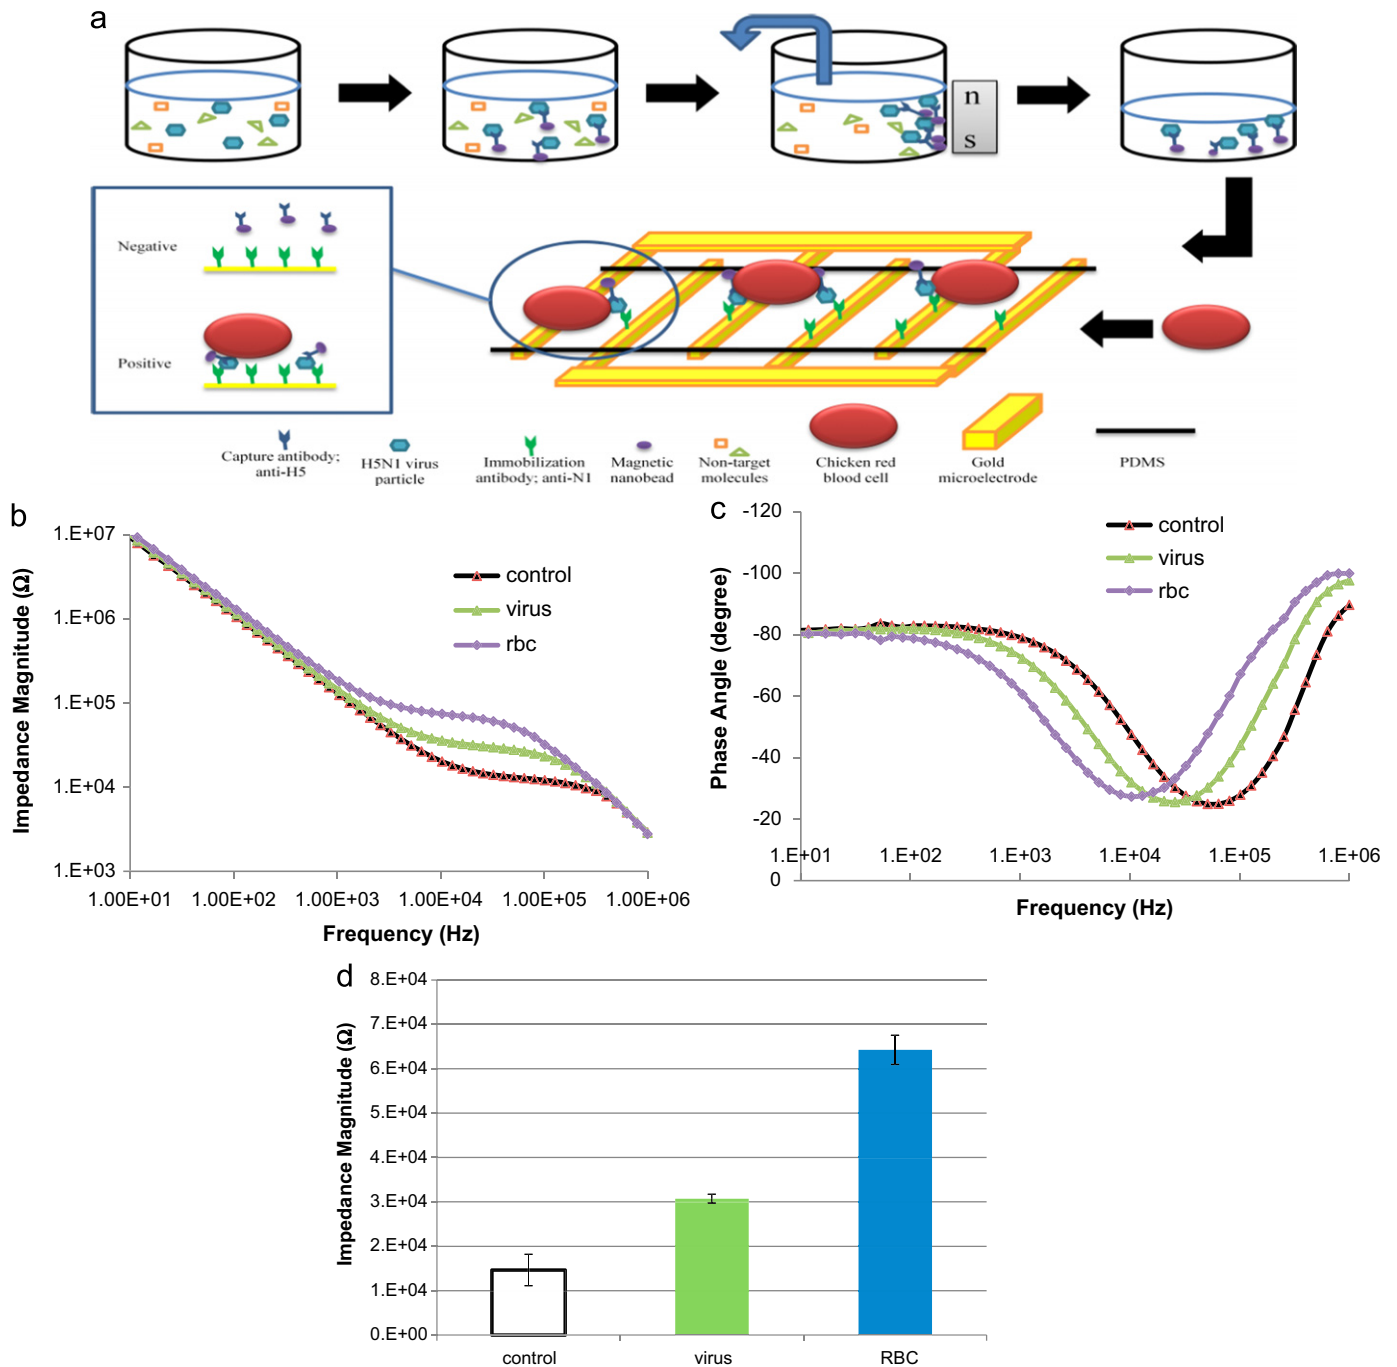 a
n
s
Negative
Positive
Capture antibody;
anti-H5
H5N1 virus
particle
Immobilization
antibody; anti-N1
Magnetic
nanobead
Non-target
molecules
Chicken red
blood cell
Gold
microelectrode
PDMS
b
1.E+07
1.E+06
1.E+05
1.E+04
1.E+03
Impedance Magnitude (Ω)
control
virus
rbc
1.00E+01 1.00E+02 1.00E+03 1.00E+04 1.00E+05 1.00E+06
Frequency (Hz)
c
-120
-100
-80
-60
-40
-20
0
Phase Angle (degree)
control
virus
rbc
1.E+01 1.E+02 1.E+03 1.E+04 1.E+05 1.E+06
Frequency (Hz)
d
8.E+04
7.E+04
6.E+04
5.E+04
4.E+04
3.E+04
2.E+04
1.E+04
0.E+00
Impedance Magnitude (Ω)
control virus RBC